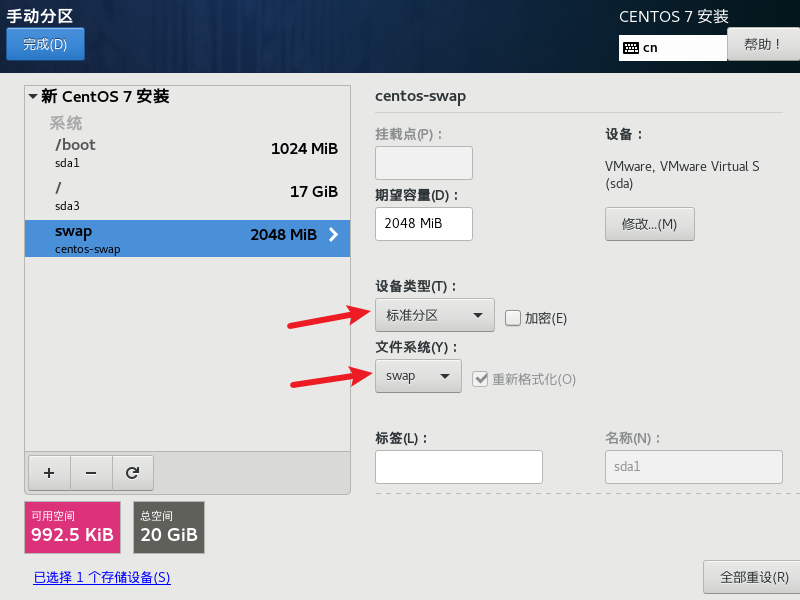 手动分区
CENTOS 7 安装
完成(D)
cn
帮助！
新 CentOS 7 安装
系统
/boot
1024 MiB
sda1
/
17 GiB
sda3
swap
2048 MiB
centos-swap
centos-swap
挂载点(P)：
设备：
VMware, VMware Virtual S
(sda)
期望容量(D)：
2048 MiB
修改...(M)
设备类型(T)：
标准分区
加密(E)
文件系统(Y)：
swap
重新格式化(O)
标签(L)：
名称(N)：
sda1
+
−
可用空间
992.5 KiB
总空间
20 GiB
已选择 1 个存储设备(S)
全部重设(R)